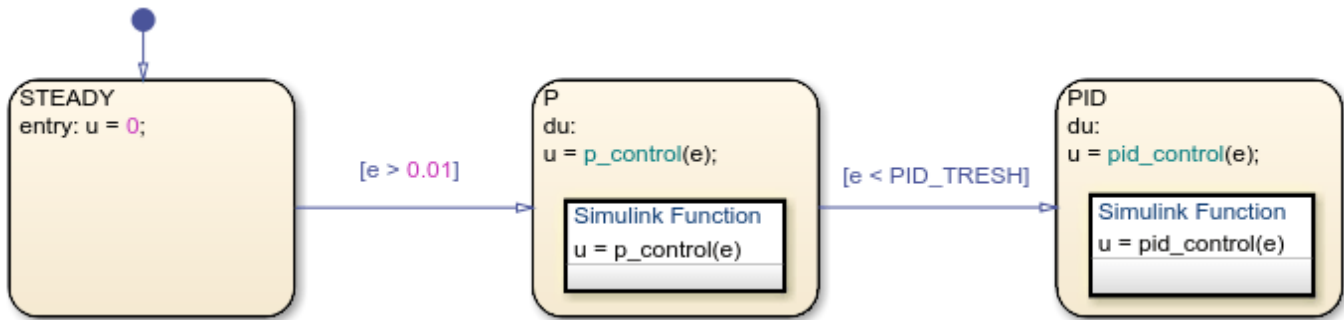 STEADY
entry: u = 0;
[e > 0.01]
P
du:
u = p_control(e);
Simulink Function
u = p_control(e)
[e < PID_TRESH]
PID
du:
u = pid_control(e);
Simulink Function
u = pid_control(e)